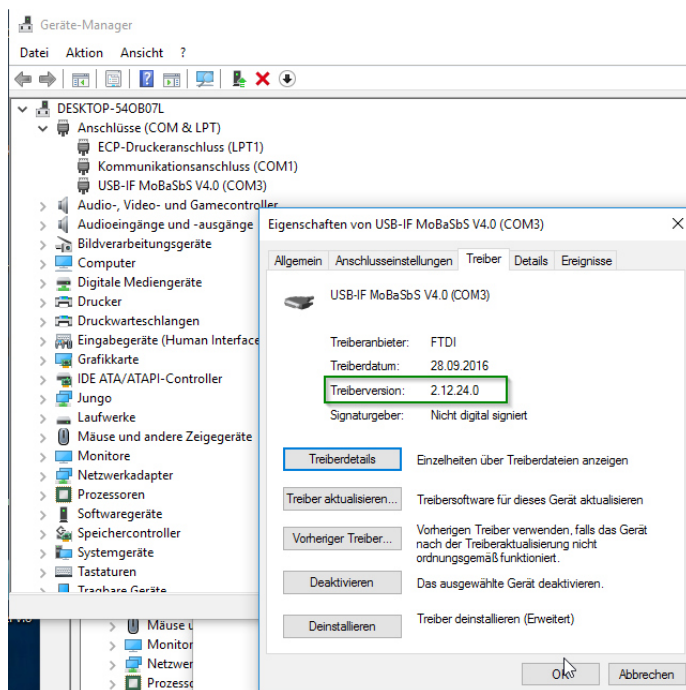 Geräte-Manager
Datei Aktion Ansicht ?
DESKTOP-54OB07L
Anschlüsse (COM & LPT)
ECP-Druckeranschluss (LPT1)
Kommunikationsanschluss (COM1)
USB-IF MoBaSbS V4.0 (COM3)
Audio-, Video- und Gamecontroller
Audioeingänge und -ausgänge
Bildverarbeitungsgeräte
Computer
Digitale Mediengeräte
Drucker
Druckwarteschlangen
Eingabegeräte (Human Interface
Grafikkarte
IDE ATA/ATAPI-Controller
Jungo
Laufwerke
Mäuse und andere Zeigegeräte
Monitore
Netzwerkadapter
Prozessoren
Softwaregeräte
Speichercontroller
Systemgeräte
Tastaturen
Tragbare Geräte
Mäuse u
Monitor
Netzwer
Prozesso
Eigenschaften von USB-IF MoBaSbS V4.0 (COM3)
Allgemein Anschlusseinstellungen Treiber Details Ereignisse
USB-IF MoBaSbS V4.0 (COM3)
Treiberanbieter: FTDI
Treiberdatum: 28.09.2016
Treiberversion: 2.12.24.0
Signaturgeber: Nicht digital signiert
Treiberdetails Einzelheiten über Treiberdateien anzeigen
Treiber aktualisieren... Treibersoftware für dieses Gerät aktualisieren
Vorheriger Treiber... Vorherigen Treiber verwenden, falls das Gerät
nach der Treiberaktualisierung nicht
ordnungsgemäß funktioniert.
Deaktivieren Das ausgewählte Gerät deaktivieren.
Deinstallieren Treiber deinstallieren (Erweitert)
OK Abbrechen